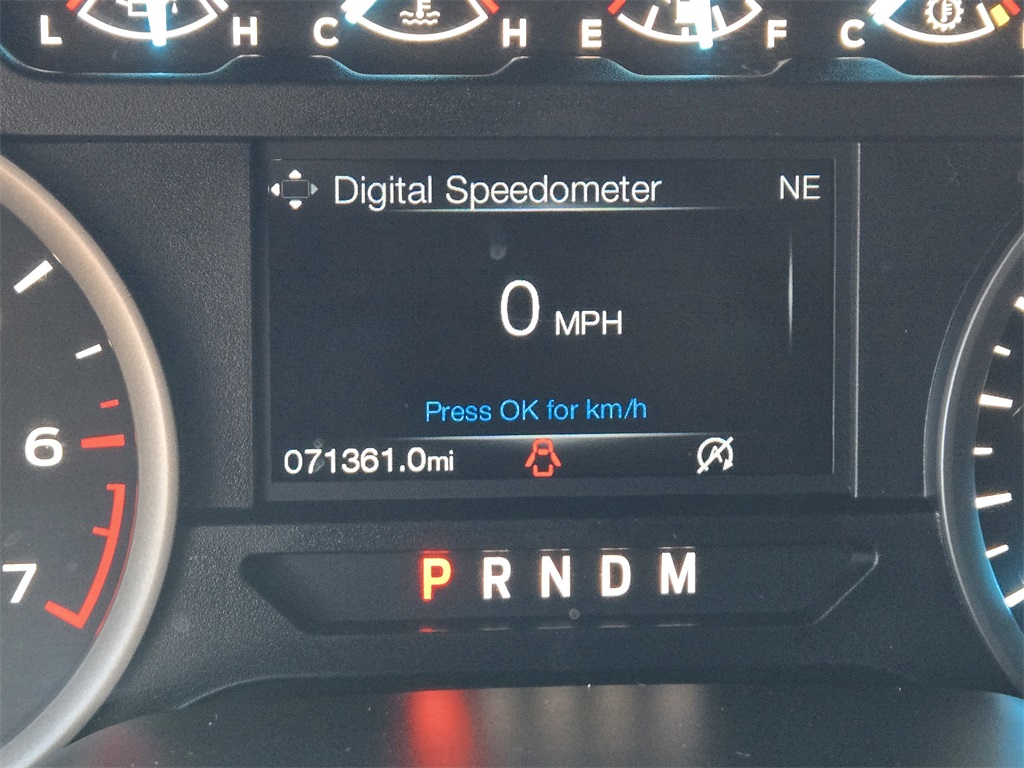 L H C H E F C
Digital Speedometer NE
0 MPH
Press OK for km/h
071361.0mi
6
P R N D M
7